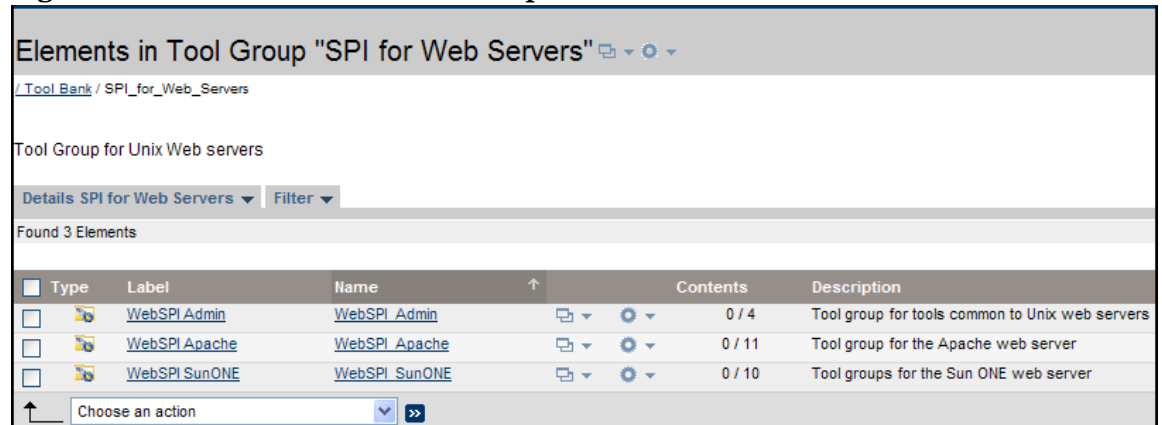 Elements in Tool Group "SPI for Web Servers"
/ Tool Bank / SPI_for_Web_Servers
Tool Group for Unix Web servers
Details SPI for Web Servers Filter
Found 3 Elements
Type Label Name Contents Description
WebSPI Admin WebSPI_Admin 0 / 4 Tool group for tools common to Unix web servers
WebSPI Apache WebSPI_Apache 0 / 11 Tool group for the Apache web server
WebSPI SunONE WebSPI_SunONE 0 / 10 Tool groups for the Sun ONE web server
Choose an action